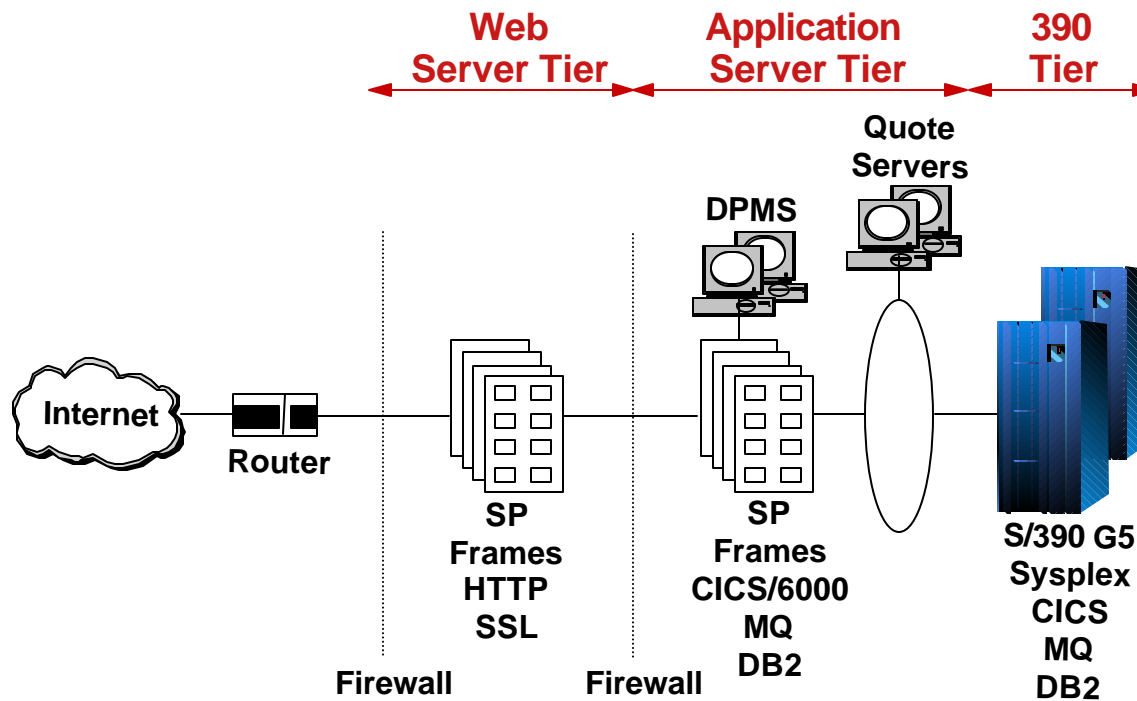 Web
Server Tier
Application
Server Tier
390
Tier
Quote
Servers
DPMS
Internet
Router
SP
Frames
HTTP
SSL
SP
Frames
CICS/6000
MQ
DB2
S/390 G5
Sysplex
CICS
MQ
DB2
Firewall
Firewall